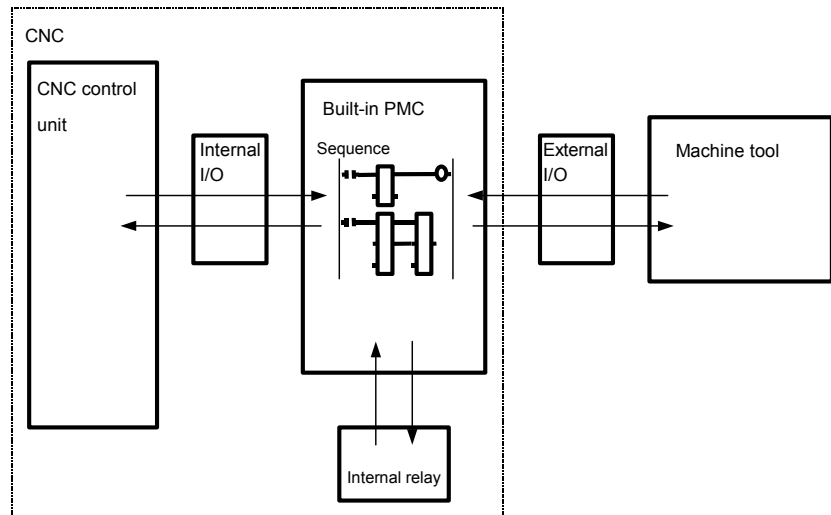 CNC
CNC control
unit
Internal
I/O
Built-in PMC
Sequence
External
I/O
Machine tool
Internal relay